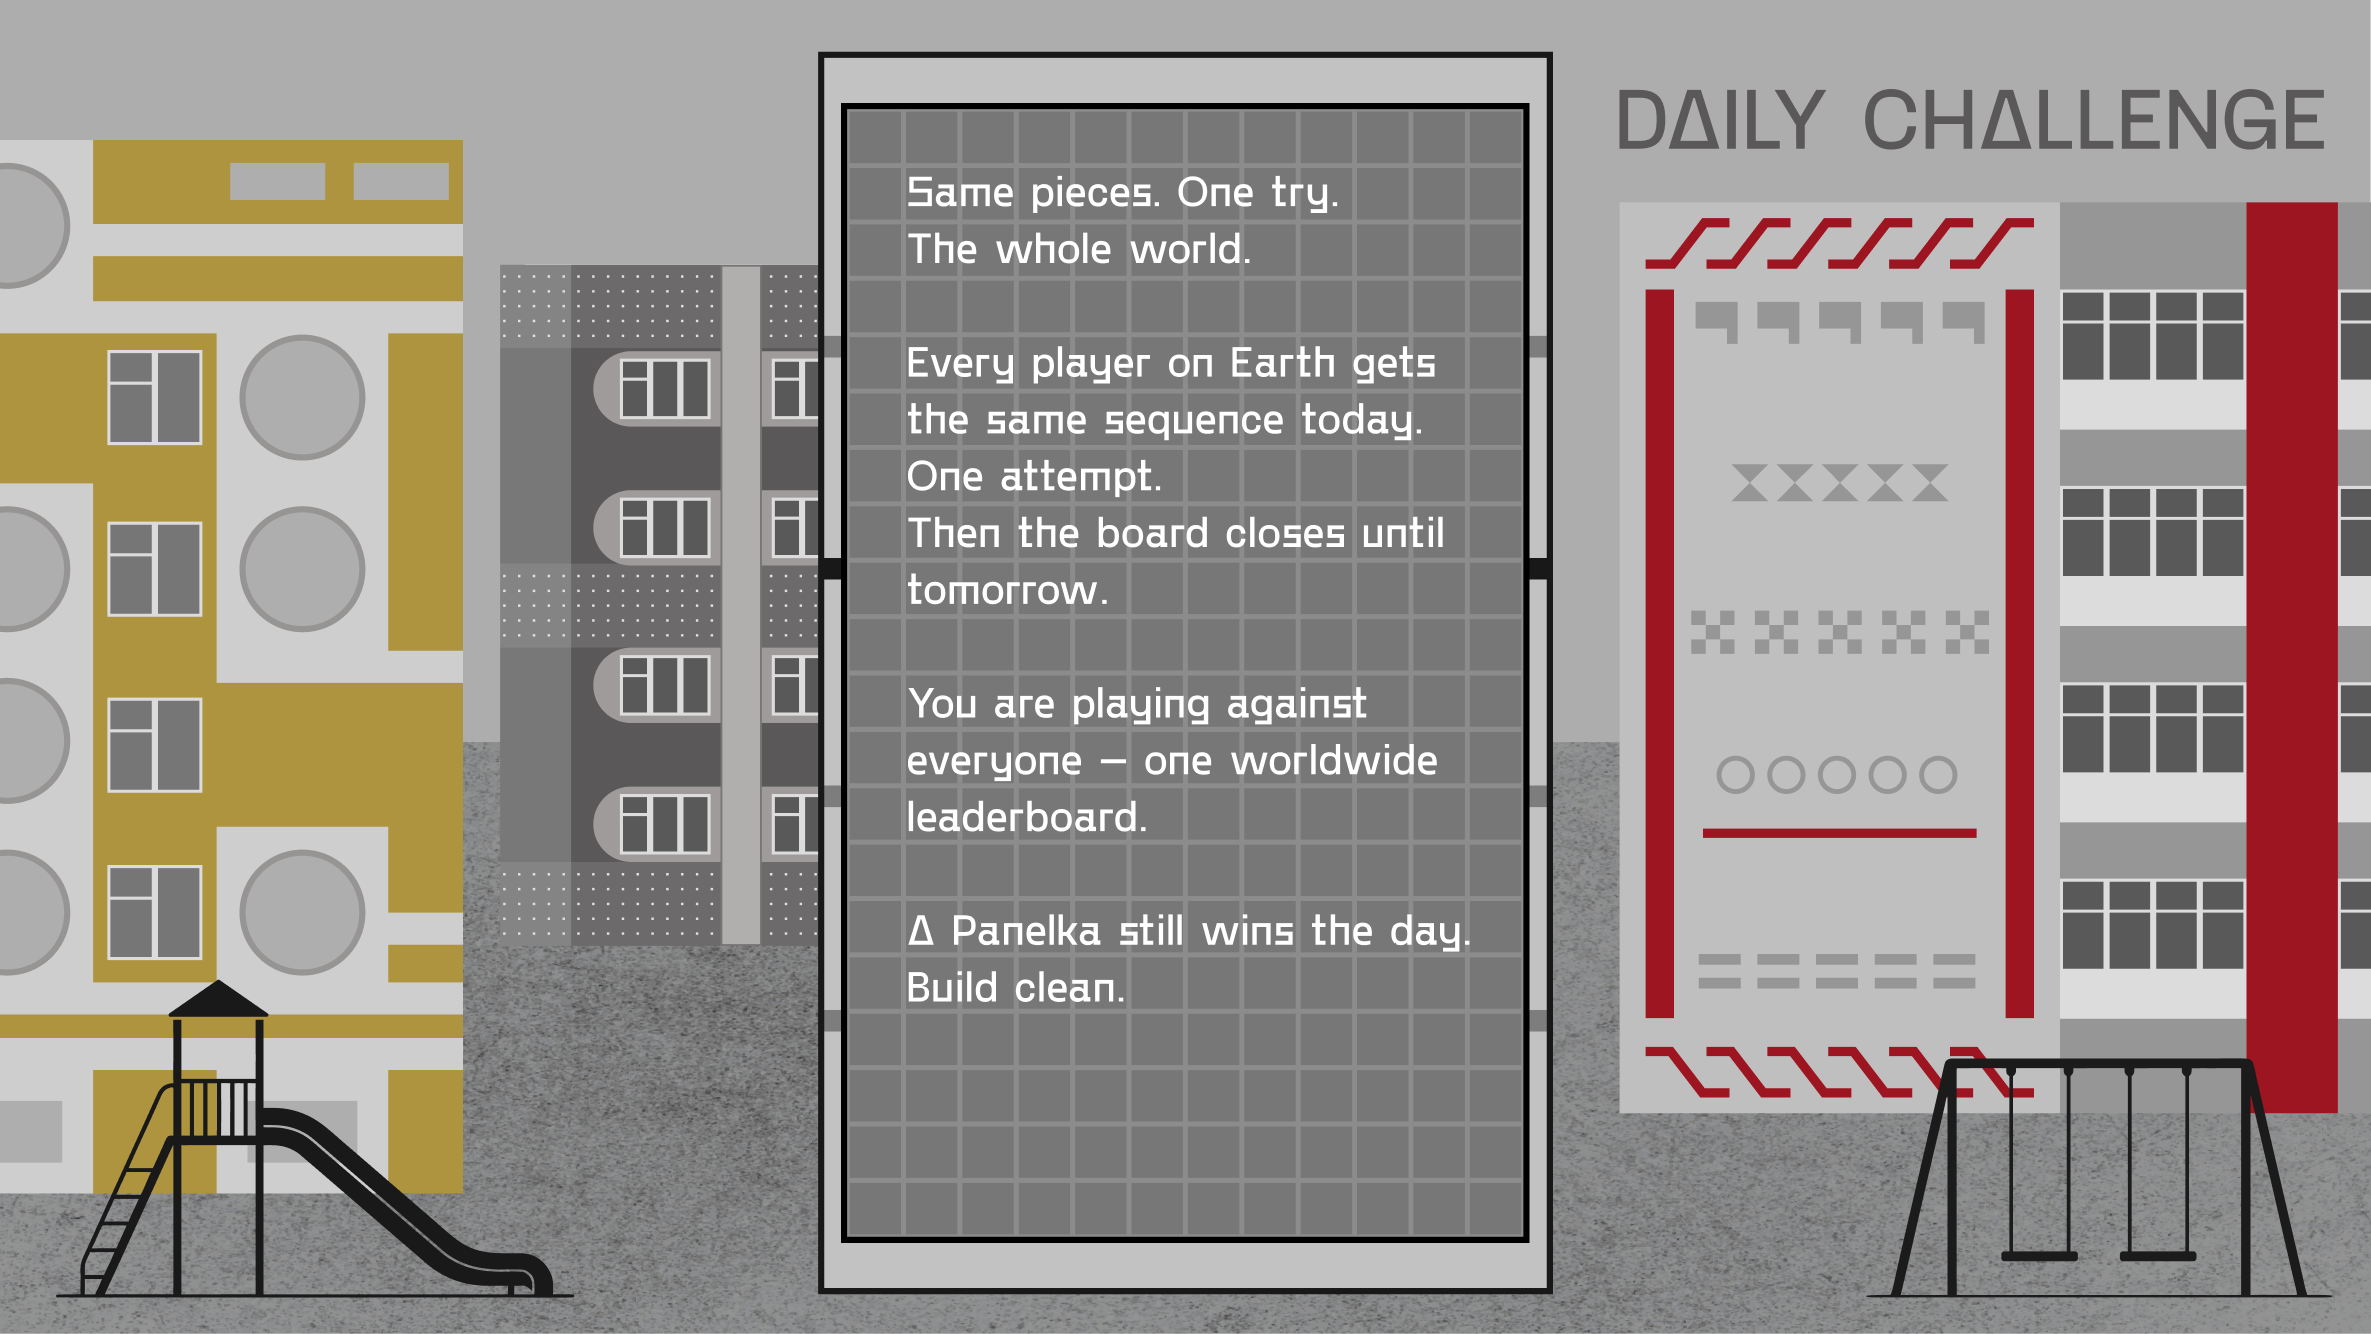 DAILY CHALLENGE
Same pieces. One try.
The whole world.
Every player on Earth gets
the same sequence today.
One attempt.
Then the board closes until
tomorrow.
You are playing against
everyone – one worldwide
leaderboard.
A Panelka still wins the day.
Build clean.